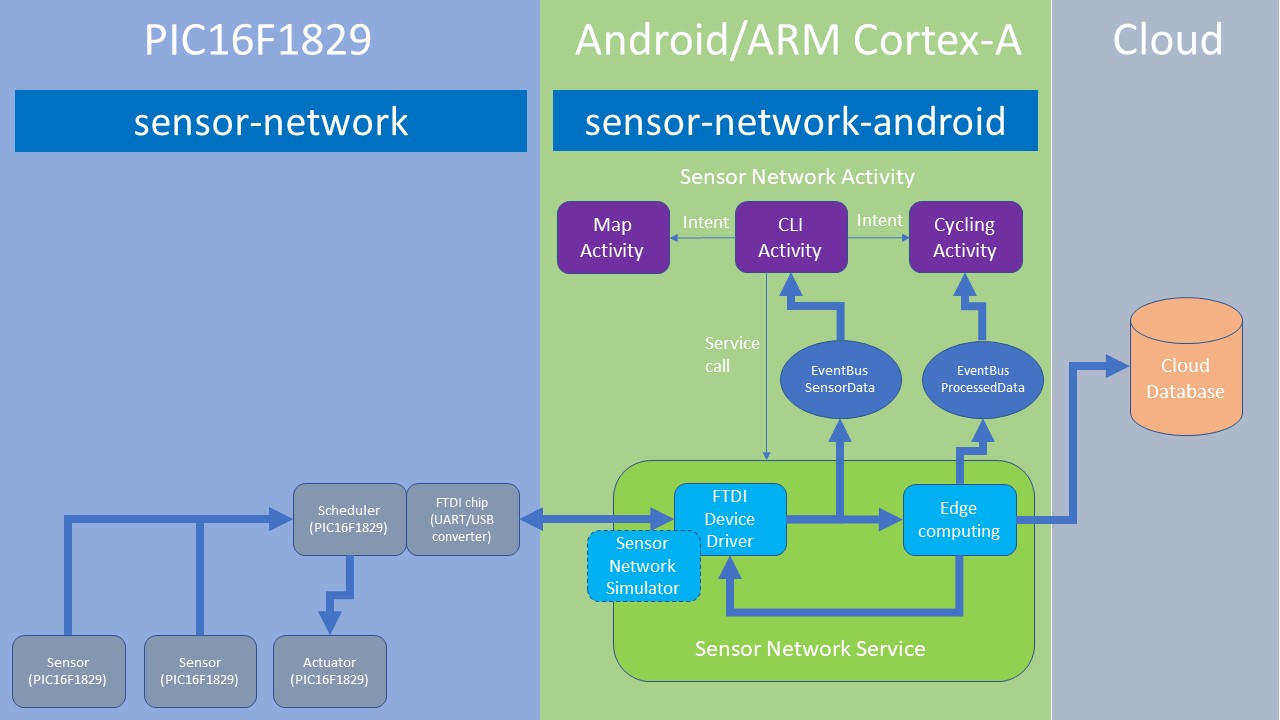 PIC16F1829
Android/ARM Cortex-A
Cloud
sensor-network
sensor-network-android
Sensor Network Activity
Map
Activity
Intent
CLI
Activity
Intent
Cycling
Activity
Service
call
EventBus
SensorData
EventBus
ProcessedData
Cloud
Database
Scheduler
(PIC16F1829)
FTDI chip
(UART/USB
converter)
FTDI
Device
Driver
Edge
computing
Sensor
Network
Simulator
Sensor Network Service
Sensor
(PIC16F1829)
Sensor
(PIC16F1829)
Actuator
(PIC16F1829)